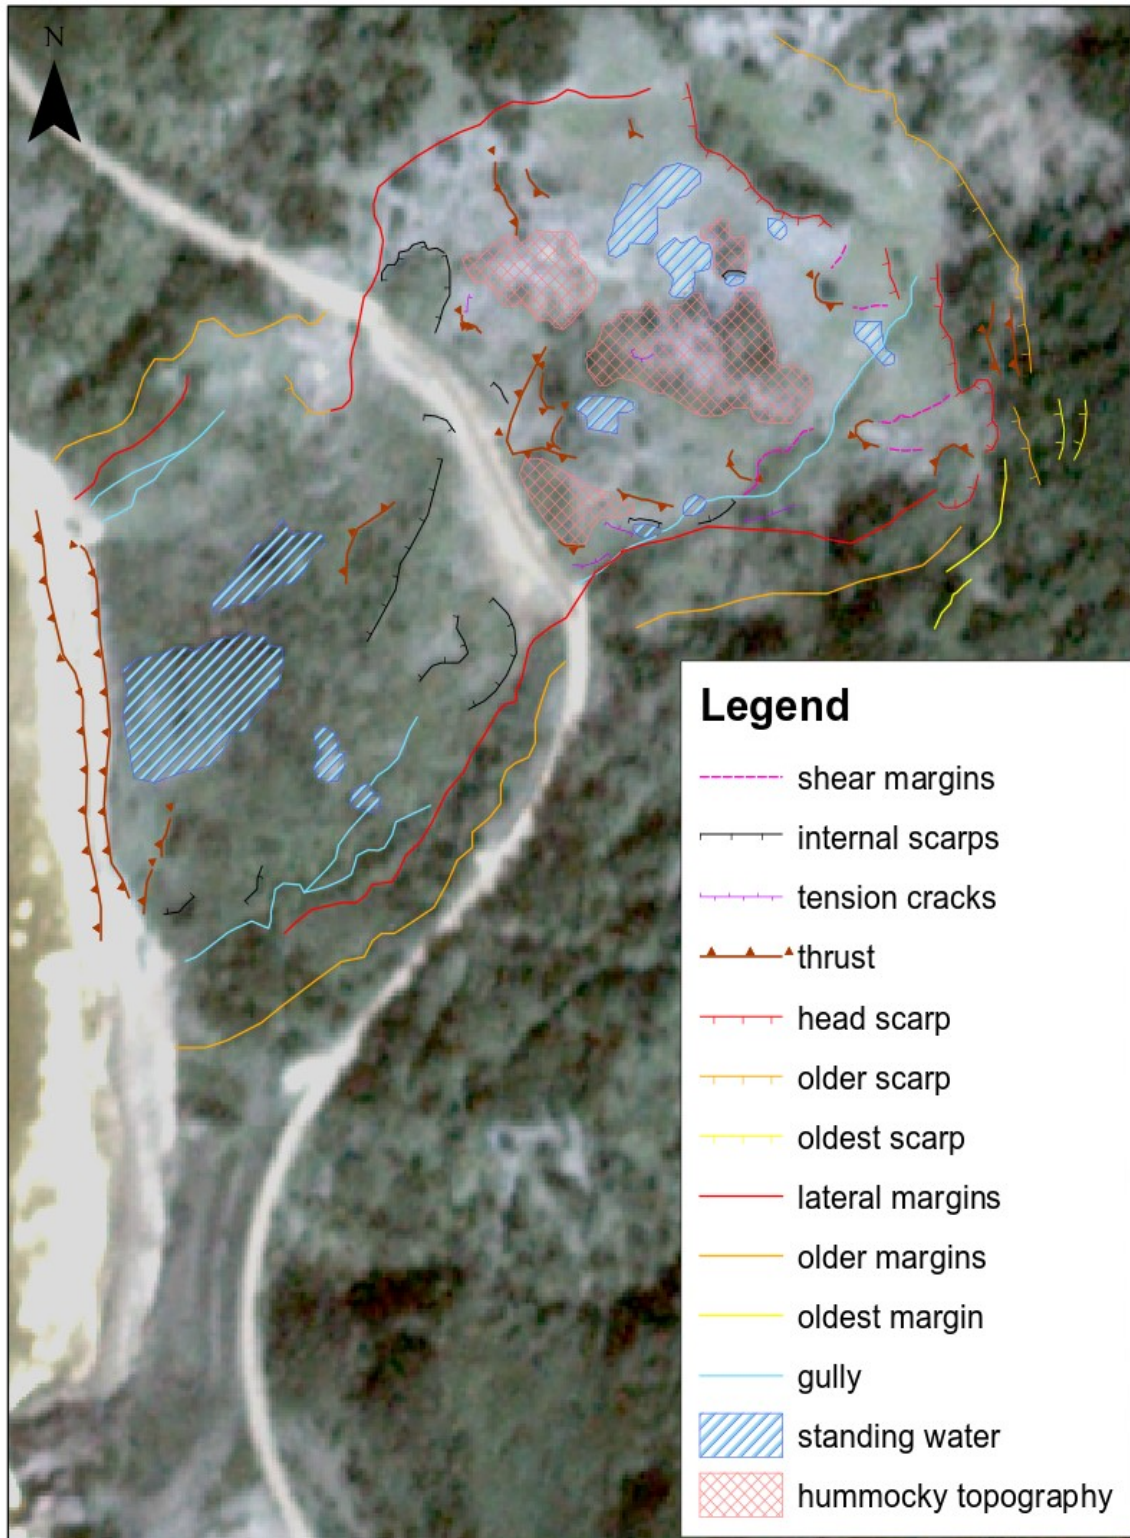 N
Legend
shear margins
internal scarps
tension cracks
thrust
head scarp
older scarp
oldest scarp
lateral margins
older margins
oldest margin
gully
standing water
hummocky topography